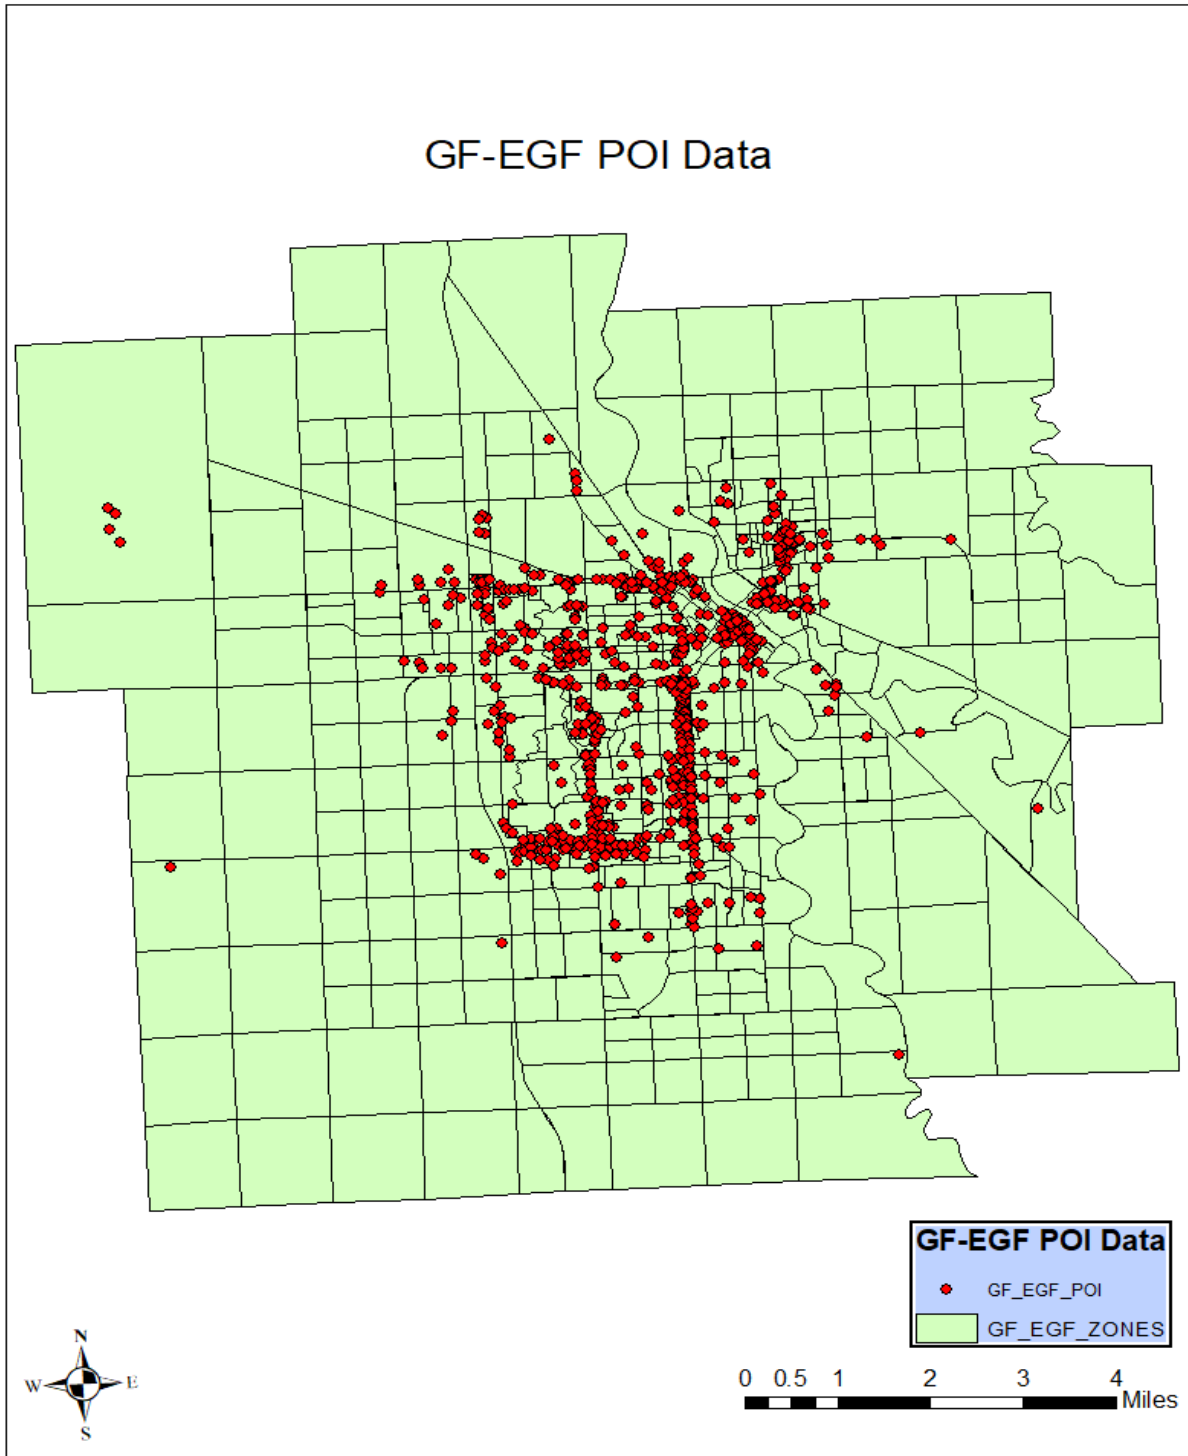 GF-EGF POI Data
GF-EGF POI Data
GF_EGF_POI
GF_EGF_ZONES
N
W E
S
0 0.5 1 2 3 4
Miles